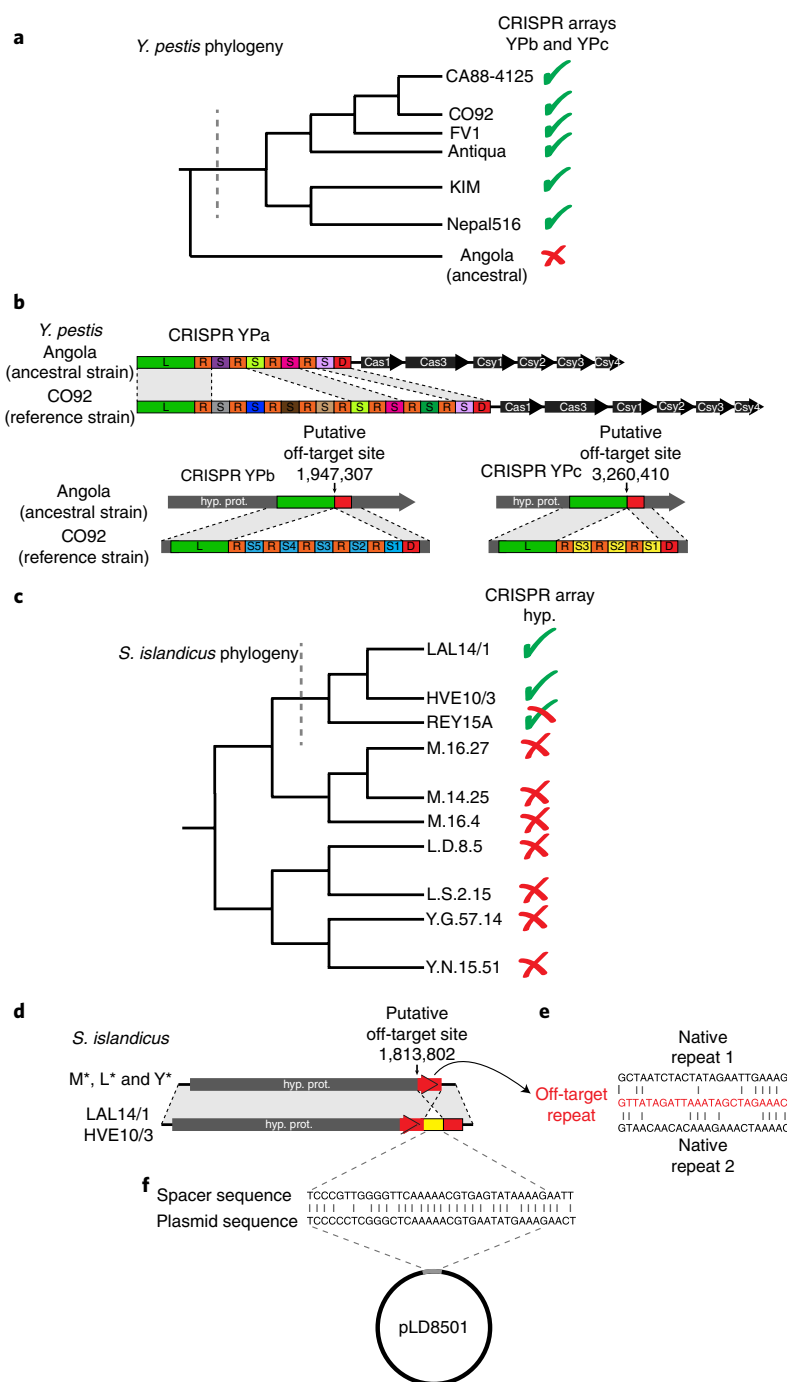 a
Y. pestis phylogeny
CRISPR arrays
YPb and YPc
CA88-4125
CO92
FV1
Antiqua
KIM
Nepal516
Angola
(ancestral)
b
Y. pestis
CRISPR YPa
Angola
(ancestral strain)
L R S R S R S R S D Cas1 Cas3 Csy1 Csy2 Csy3 Csy4
CO92
(reference strain)
L R S R S R S R S R S R S R S R S D Cas1 Cas3 Csy1 Csy2 Csy3 Csy4
Putative
off-target site
1,947,307
CRISPR YPb
Angola
(ancestral strain)
hyp. prot.
CO92
(reference strain)
L R S5 R S4 R S3 R S2 R S1 D
Putative
off-target site
3,260,410
CRISPR YPc
hyp. prot.
L R S3 R S2 R S1 D
c
S. islandicus phylogeny
CRISPR array
hyp.
LAL14/1
HVE10/3
REY15A
M.16.27
M.14.25
M.16.4
L.D.8.5
L.S.2.15
Y.G.57.14
Y.N.15.51
d
S. islandicus
Putative
off-target site
1,813,802
M*, L* and Y*
hyp. prot.
LAL14/1
HVE10/3
hyp. prot.
e
Native
repeat 1
GCTAATCTACTATAGAATTGAAAG
Off-target
repeat
GTTATAGATTAAATAGCTAGAAAC
GTAACAACACAAAGAAACTAAAAC
Native
repeat 2
f
Spacer sequence
TCCCGTTGGGGTTCAAAAACGTGAGTATAAAAGAATT
Plasmid sequence
TCCCCCTCGGGCTCAAAAACGTGAATATGAAAGAACT
pLD8501